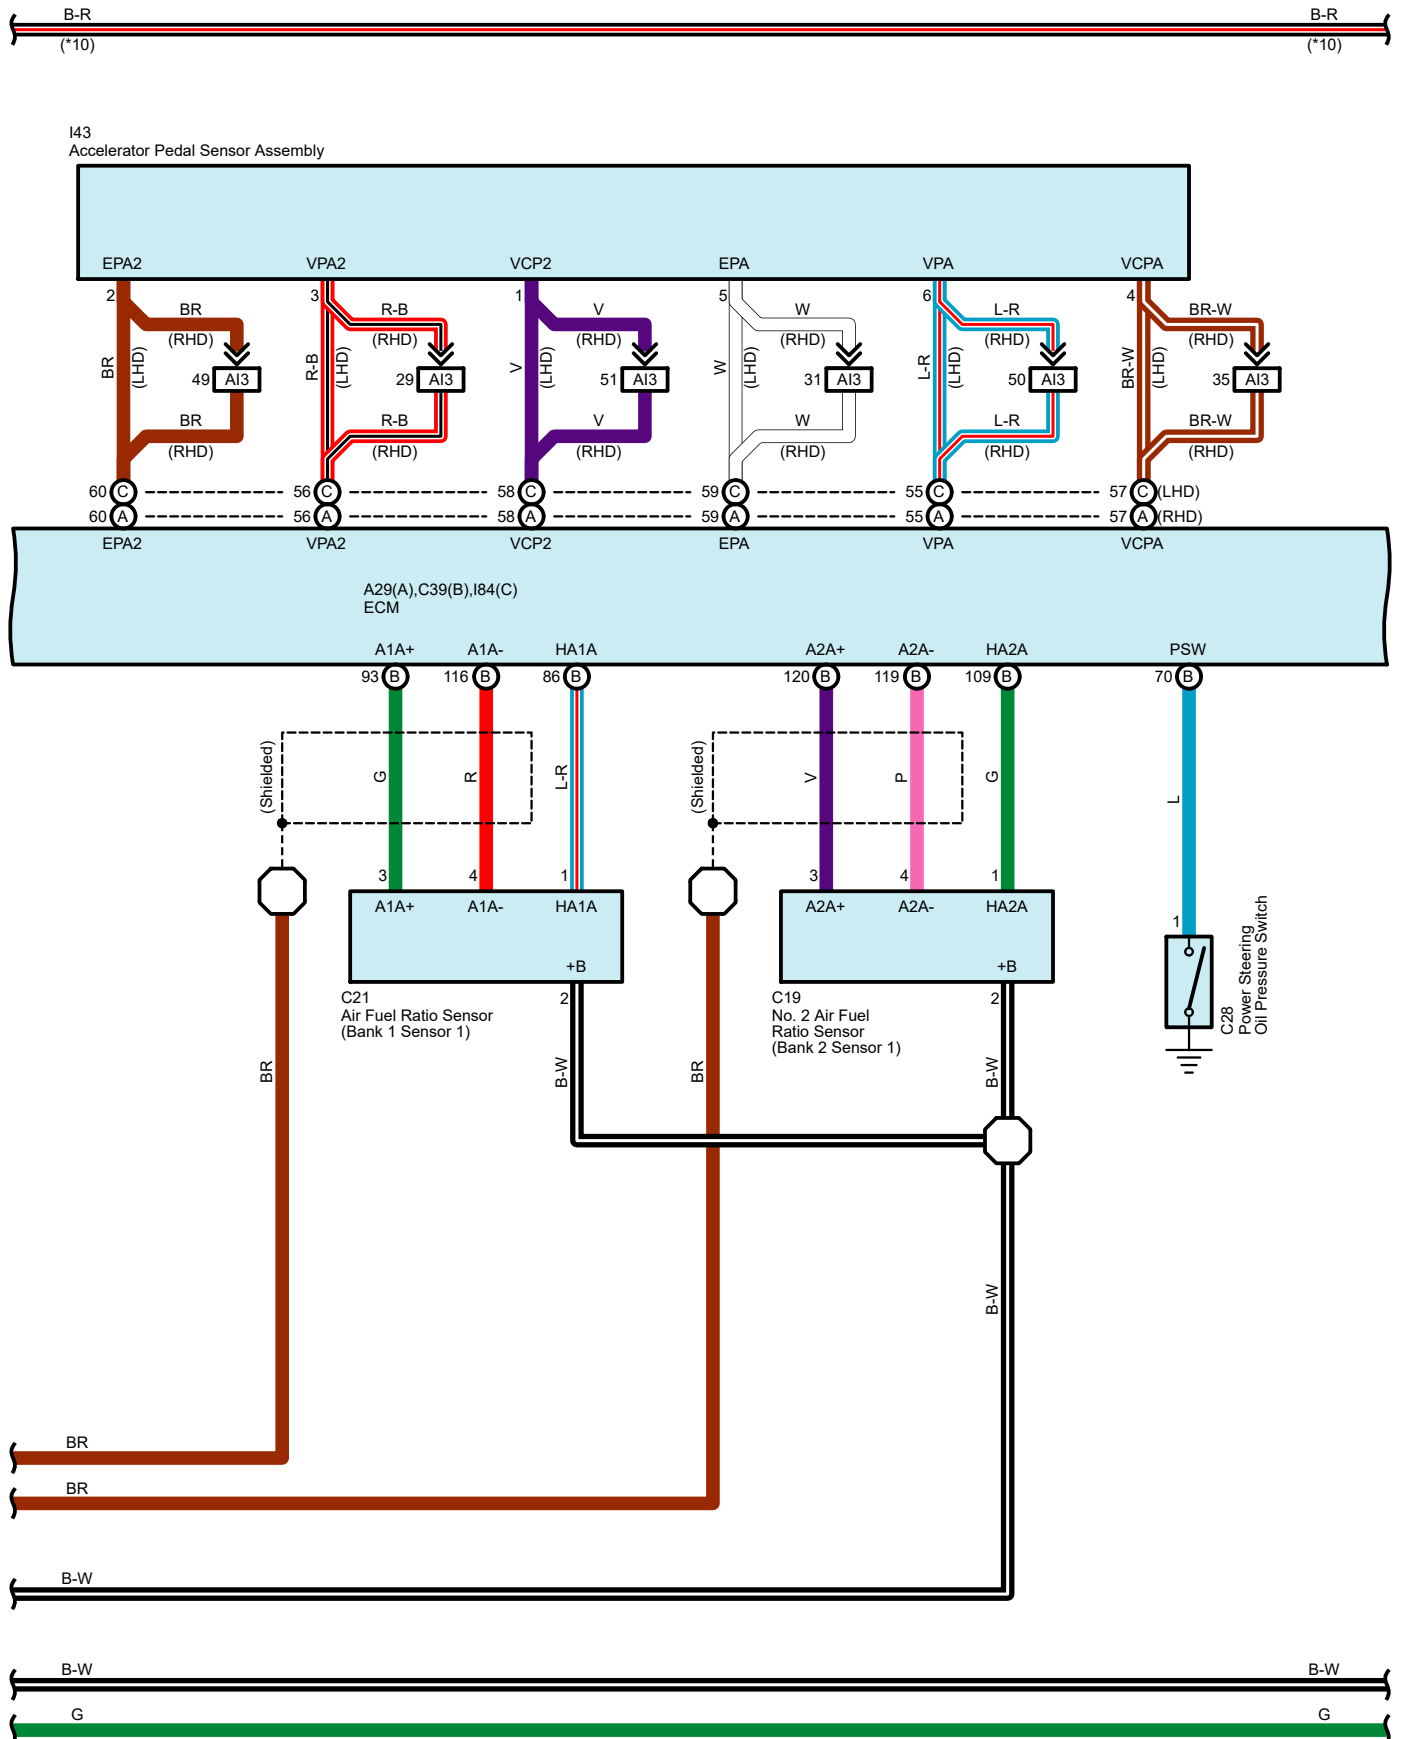 B-R B-R
(*10) (*10)
I43
Accelerator Pedal Sensor Assembly
EPA2 VPA2 VCP2 EPA VPA VCPA
2 3 1 5 6 4
BR R-B V W L-R BR-W
(RHD) (RHD) (RHD) (RHD) (RHD) (RHD)
BR (LHD) R-B (LHD) V (LHD) W (LHD) L-R (LHD) BR-W (LHD)
49 AI3 29 AI3 51 AI3 31 AI3 50 AI3 35 AI3
BR R-B V W L-R BR-W
(RHD) (RHD) (RHD) (RHD) (RHD) (RHD)
60 C 56 C 58 C 59 C 55 C 57 C (LHD)
60 A 56 A 58 A 59 A 55 A 57 A (RHD)
EPA2 VPA2 VCP2 EPA VPA VCPA
A29(A),C39(B),I84(C)
ECM
A1A+ A1A- HA1A A2A+ A2A- HA2A PSW
93 B 116 B 86 B 120 B 119 B 109 B 70 B
(Shielded) G R L-R (Shielded) V P G L
3 4 1 3 4 1
A1A+ A1A- HA1A A2A+ A2A- HA2A
1
+B +B
2 2
C21
Air Fuel Ratio Sensor
(Bank 1 Sensor 1)
C19
No. 2 Air Fuel
Ratio Sensor
(Bank 2 Sensor 1)
C28
Power Steering
Oil Pressure Switch
BR B-W BR B-W
B-W
BR
BR
B-W
B-W B-W
G G